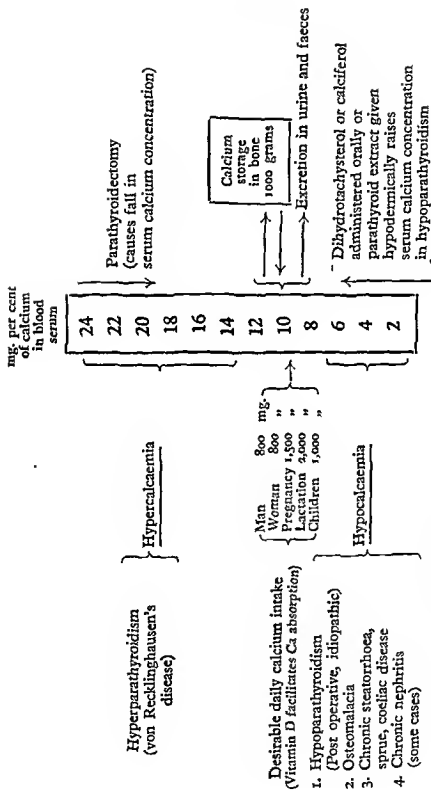 mg. per cent
of calcium
in blood
serum
24
22
20
18
16
14
12
10
8
6
4
2
Hyperparathyroidism
(von Recklinghausen's
disease)
Hypercalcaemia
Parathyroidectomy
(causes fall in
serum calcium concentration)
Desirable daily calcium intake
(Vitamin D facilitates Ca absorption)
Man 800 mg.
Woman 800 „
Pregnancy 1,500 „
Lactation 2,000 „
Children 1,000 „
Calcium
storage
in bone
1000 grams
Excretion in urine and faeces
1. Hypoparathyroidism
(Post operative, idiopathic)
2. Osteomalacia
3. Chronic steatorrhoea,
sprue, coeliac disease
4. Chronic nephritis
(some cases)
Hypocalcaemia
Dihydrotachysterol or calciferol
administered orally or
parathyroid extract given
hypodermically raises
serum calcium concentration
in hypoparathyroidism